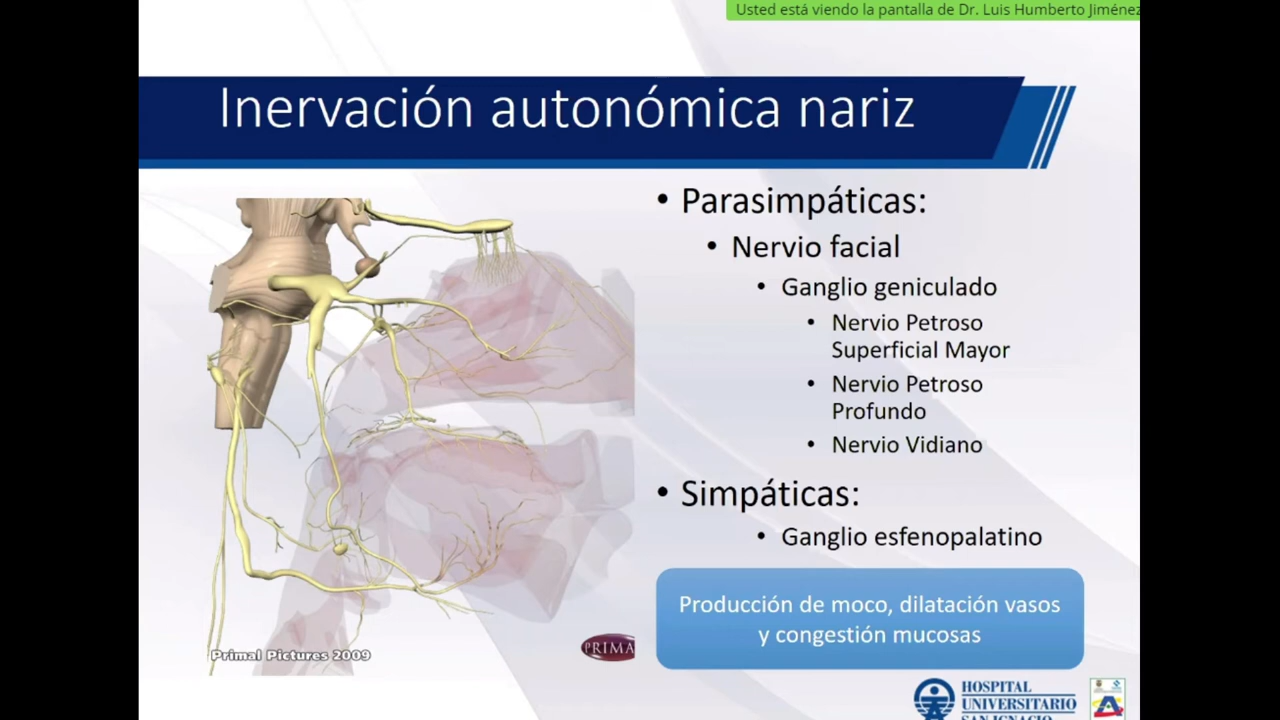 Usted está viendo la pantalla de Dr. Luis Humberto Jiménez
Inervación autonómica nariz
• Parasimpáticas:
• Nervio facial
• Ganglio geniculado
• Nervio Petroso
Superficial Mayor
• Nervio Petroso
Profundo
• Nervio Vidiano
• Simpáticas:
• Ganglio esfenopalatino
Producción de moco, dilatación vasos
y congestión mucosas
Primal Pictures 2009
PRIMA
HOSPITAL
UNIVERSITARIO
SAN IGNACIO